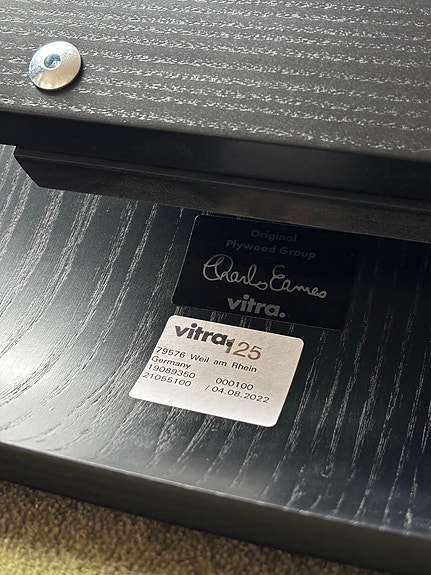 Original
Plywood Group
Charles Eames
vitra.
vitra. 125
79576 Weil am Rhein
Germany
19089350 000100
21055100 / 04.08.2022